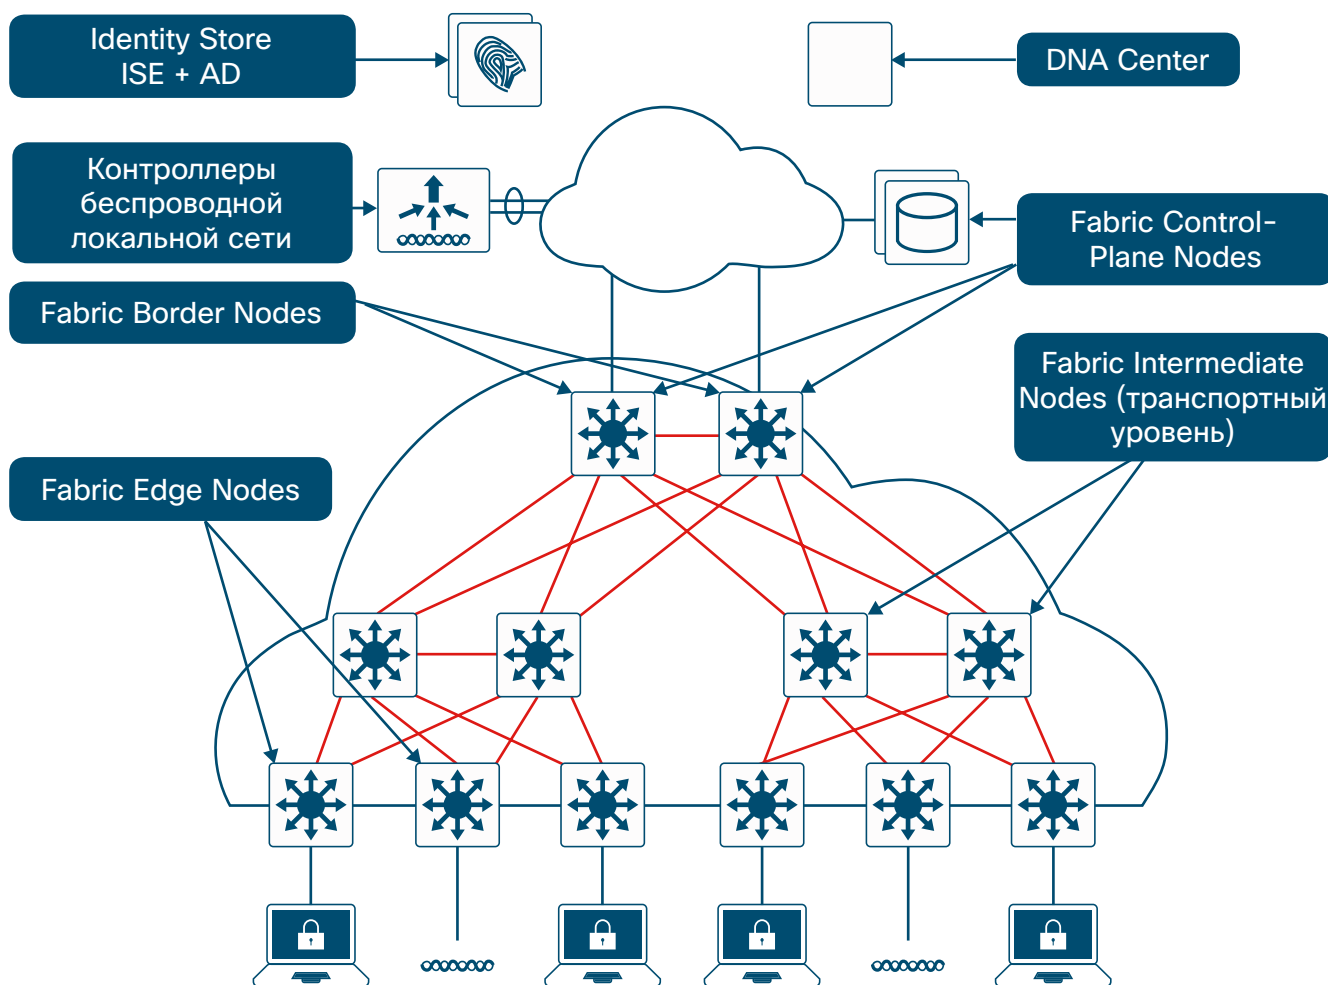 Identity Store
ISE + AD
DNA Center
Контроллеры
беспроводной
локальной сети
Fabric Control-
Plane Nodes
Fabric Border Nodes
Fabric Intermediate
Nodes (транспортный
уровень)
Fabric Edge Nodes